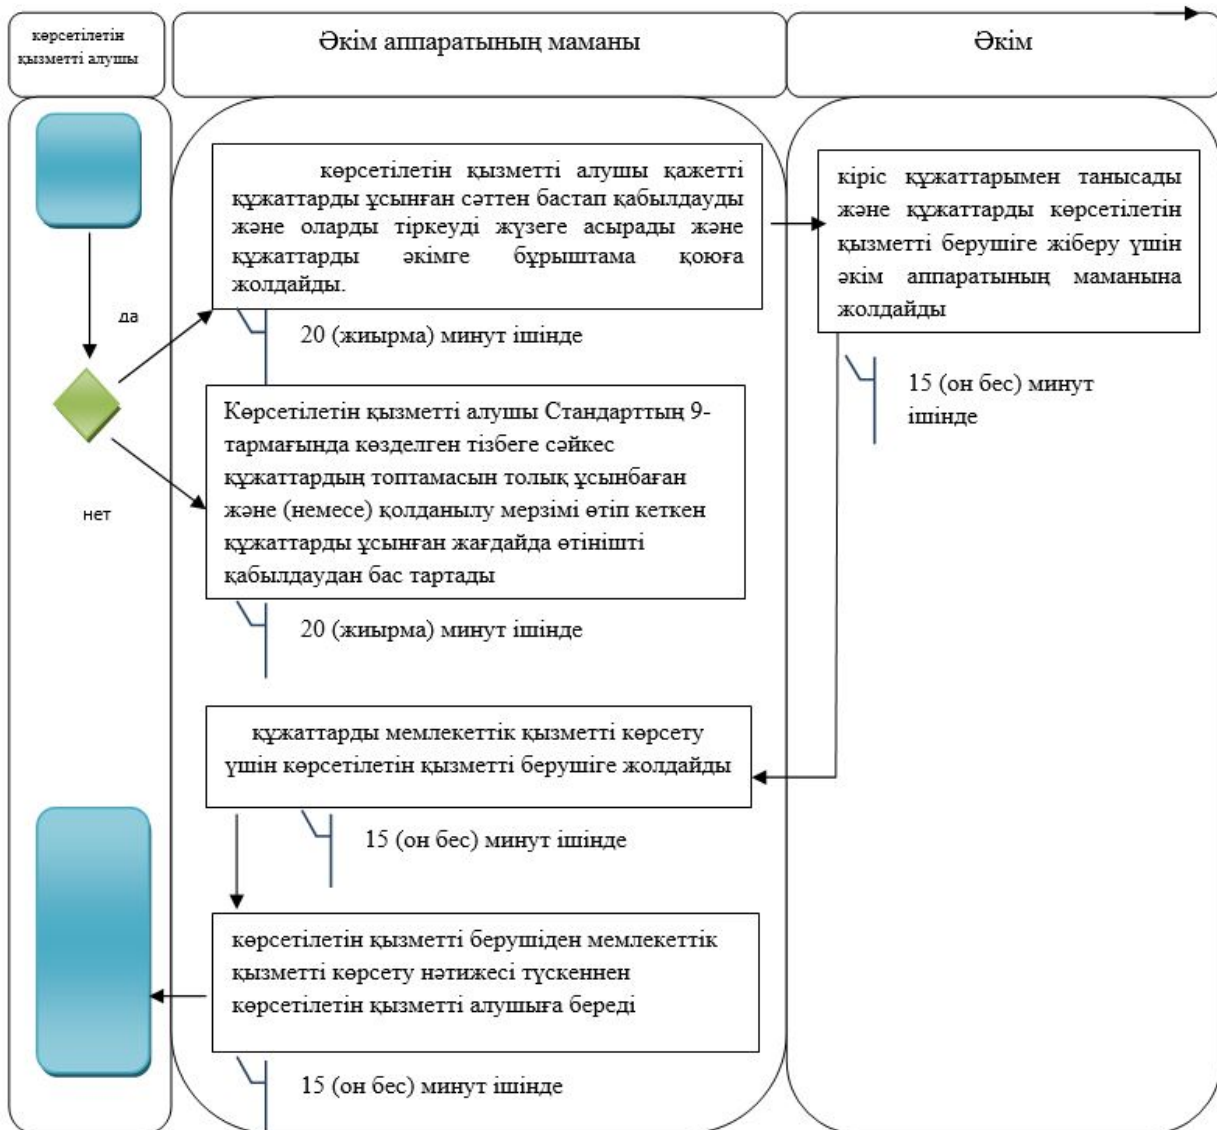 көрсетілетін
қызметті алушы
Әкім аппаратының маманы
Әкім
көрсетілетін қызметті алушы қажетті
құжаттарды ұсынған сәттен бастап қабылдауды
және оларды тіркеуді жүзеге асырады және
құжаттарды әкімге бұрыштама қоюға
жолдайды.
20 (жиырма) минут ішінде
кіріс құжаттарымен танысады
және құжаттарды көрсетілетін
қызметті берушіге жіберу үшін
әкім аппаратының маманына
жолдайды
15 (он бес) минут
ішінде
да
нет
Көрсетілетін қызметті алушы Стандарттың 9-
тармағында көзделген тізбеге сәйкес
құжаттардың топтамасын толық ұсынбаған
және (немесе) қолданылу мерзімі өтіп кеткен
құжаттарды ұсынған жағдайда өтінішті
қабылдаудан бас тартады
20 (жиырма) минут ішінде
құжаттарды мемлекеттік қызметті көрсету
үшін көрсетілетін қызметті берушіге жолдайды
15 (он бес) минут ішінде
көрсетілетін қызметті берушіден мемлекеттік
қызметті көрсету нәтижесі түскеннен
көрсетілетін қызметті алушыға береді
15 (он бес) минут ішінде